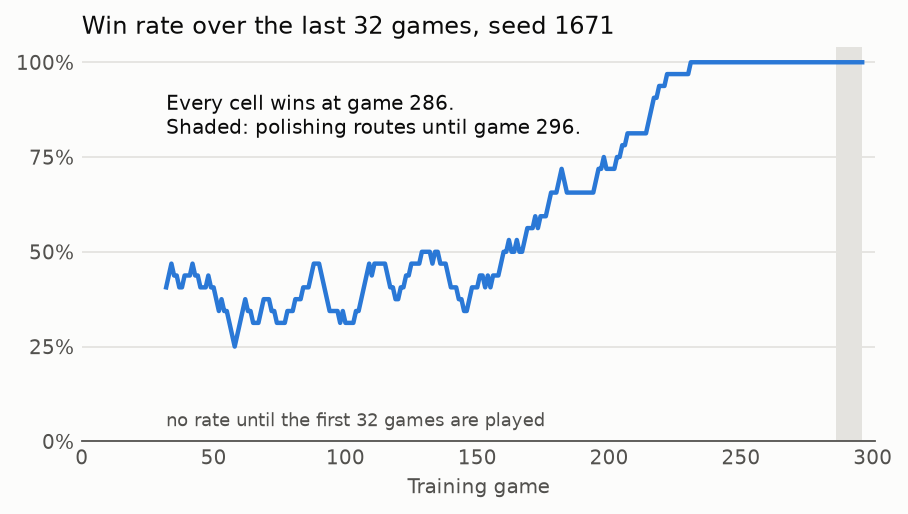 Win rate over the last 32 games, seed 1671
100%
Every cell wins at game 286.
Shaded: polishing routes until game 296.
75%
50%
25%
no rate until the first 32 games are played
0%
0 50 100 150 200 250 300
Training game